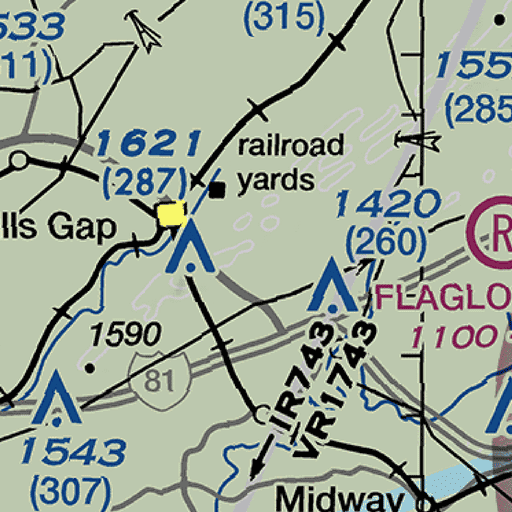 533
11)
(315)
155
(285
1621
(287)
railroad
yards
1420
(260)
lls Gap
R
FLAGLO
1100
1590
81
IR743
VR1743
1543
(307)
Midway